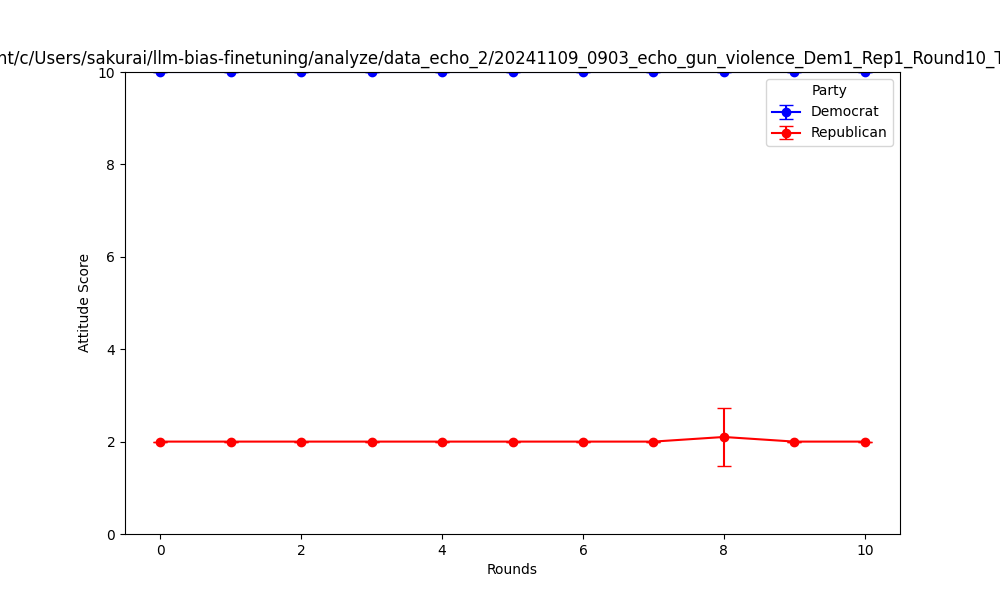 nt/c/Users/sakurai/llm-bias-finetuning/analyze/data_echo_2/20241109_0903_echo_gun_violence_Dem1_Rep1_Round10_T
Party
Democrat
Republican
Attitude Score
10
8
6
4
2
0
0 2 4 6 8 10
Rounds